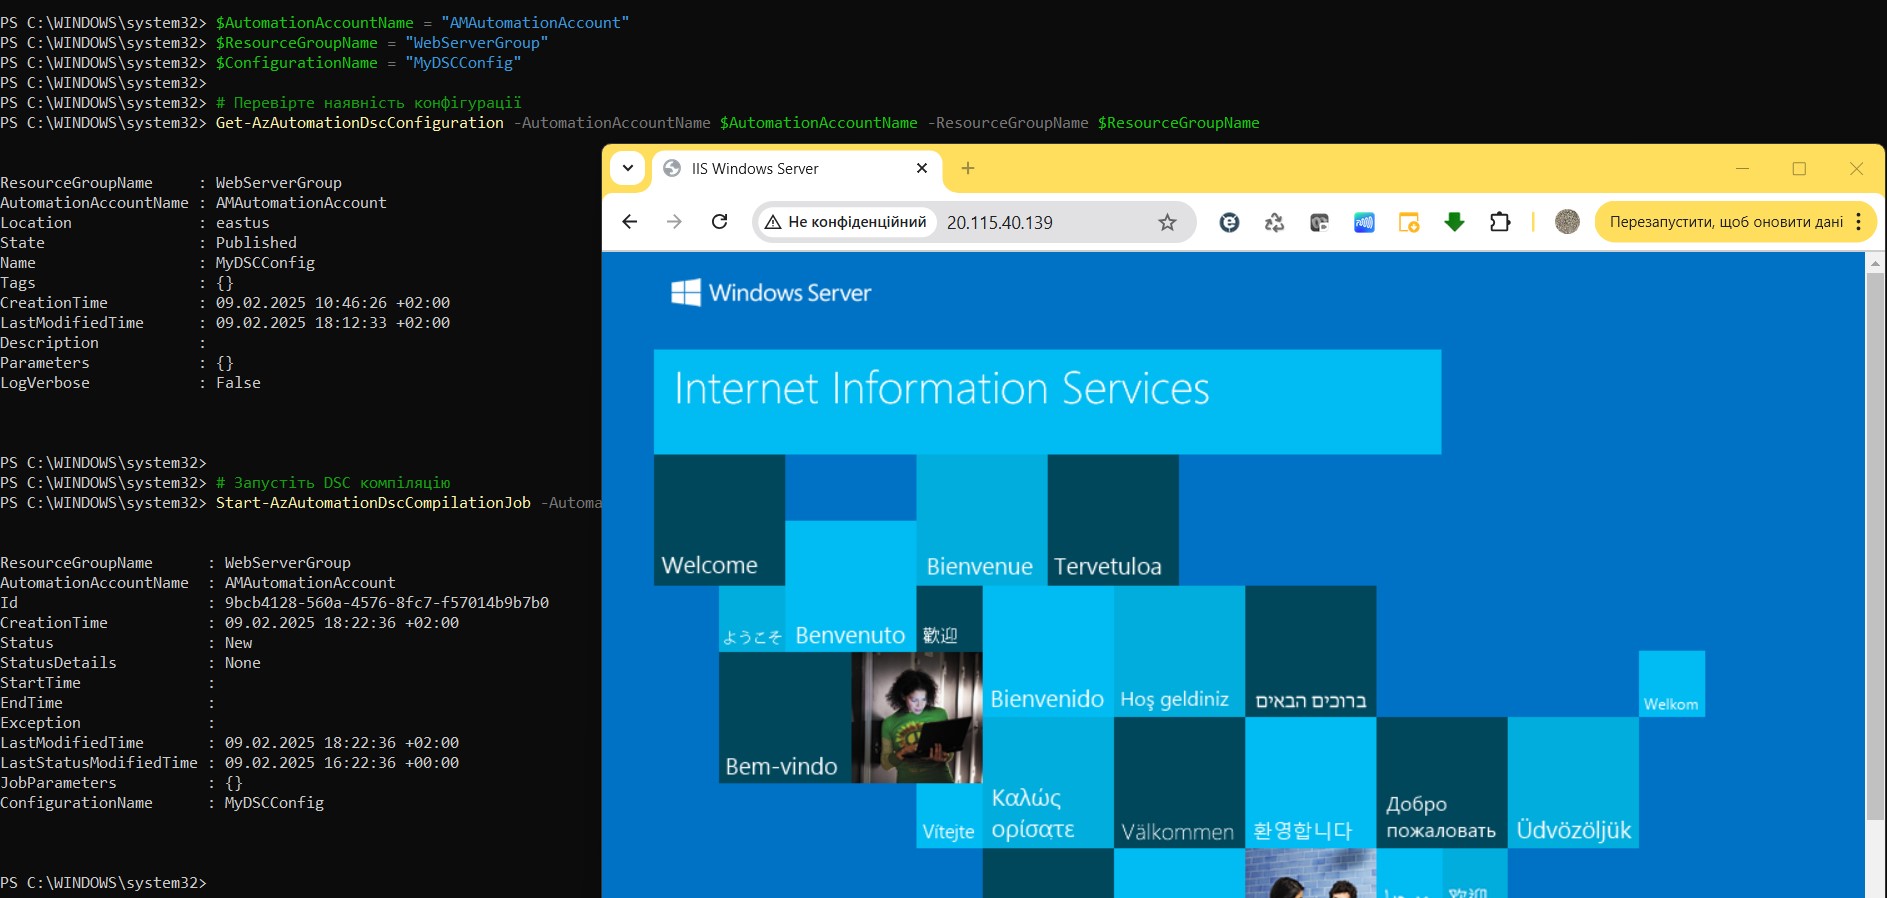 PS C:\WINDOWS\system32> $AutomationAccountName = "AMAutomationAccount"
PS C:\WINDOWS\system32> $ResourceGroupName = "WebServerGroup"
PS C:\WINDOWS\system32> $ConfigurationName = "MyDSCConfig"
PS C:\WINDOWS\system32>
PS C:\WINDOWS\system32> # Перевірте наявність конфігурації
PS C:\WINDOWS\system32> Get-AzAutomationDscConfiguration -AutomationAccountName $AutomationAccountName -ResourceGroupName $ResourceGroupName
ResourceGroupName : WebServerGroup
AutomationAccountName : AMAutomationAccount
Location : eastus
State : Published
Name : MyDSCConfig
Tags : {}
CreationTime : 09.02.2025 10:46:26 +02:00
LastModifiedTime : 09.02.2025 18:12:33 +02:00
Description :
Parameters : {}
LogVerbose : False
PS C:\WINDOWS\system32>
PS C:\WINDOWS\system32> # Запустіть DSC компіляцію
PS C:\WINDOWS\system32> Start-AzAutomationDscCompilationJob -Automa
ResourceGroupName : WebServerGroup
AutomationAccountName : AMAutomationAccount
Id : 9bcb4128-560a-4576-8fc7-f57014b9b7b0
CreationTime : 09.02.2025 18:22:36 +02:00
Status : New
StatusDetails : None
StartTime :
EndTime :
Exception :
LastModifiedTime : 09.02.2025 18:22:36 +02:00
LastStatusModifiedTime : 09.02.2025 16:22:36 +00:00
JobParameters : {}
ConfigurationName : MyDSCConfig
PS C:\WINDOWS\system32>
IIS Windows Server
Не конфіденційний 20.115.40.139
Перезапустити, щоб оновити дані
Windows Server
Internet Information Services
Welcome
Bienvenue
Tervetuloa
ようこそ
Benvenuto
歡迎
Bienvenido
Hoş geldiniz
ברוכים הבאים
Welkom
Bem-vindo
Vítejte
Καλώς
ορίσατε
Välkommen
환영합니다
Добро
пожаловать
Üdvözöljük